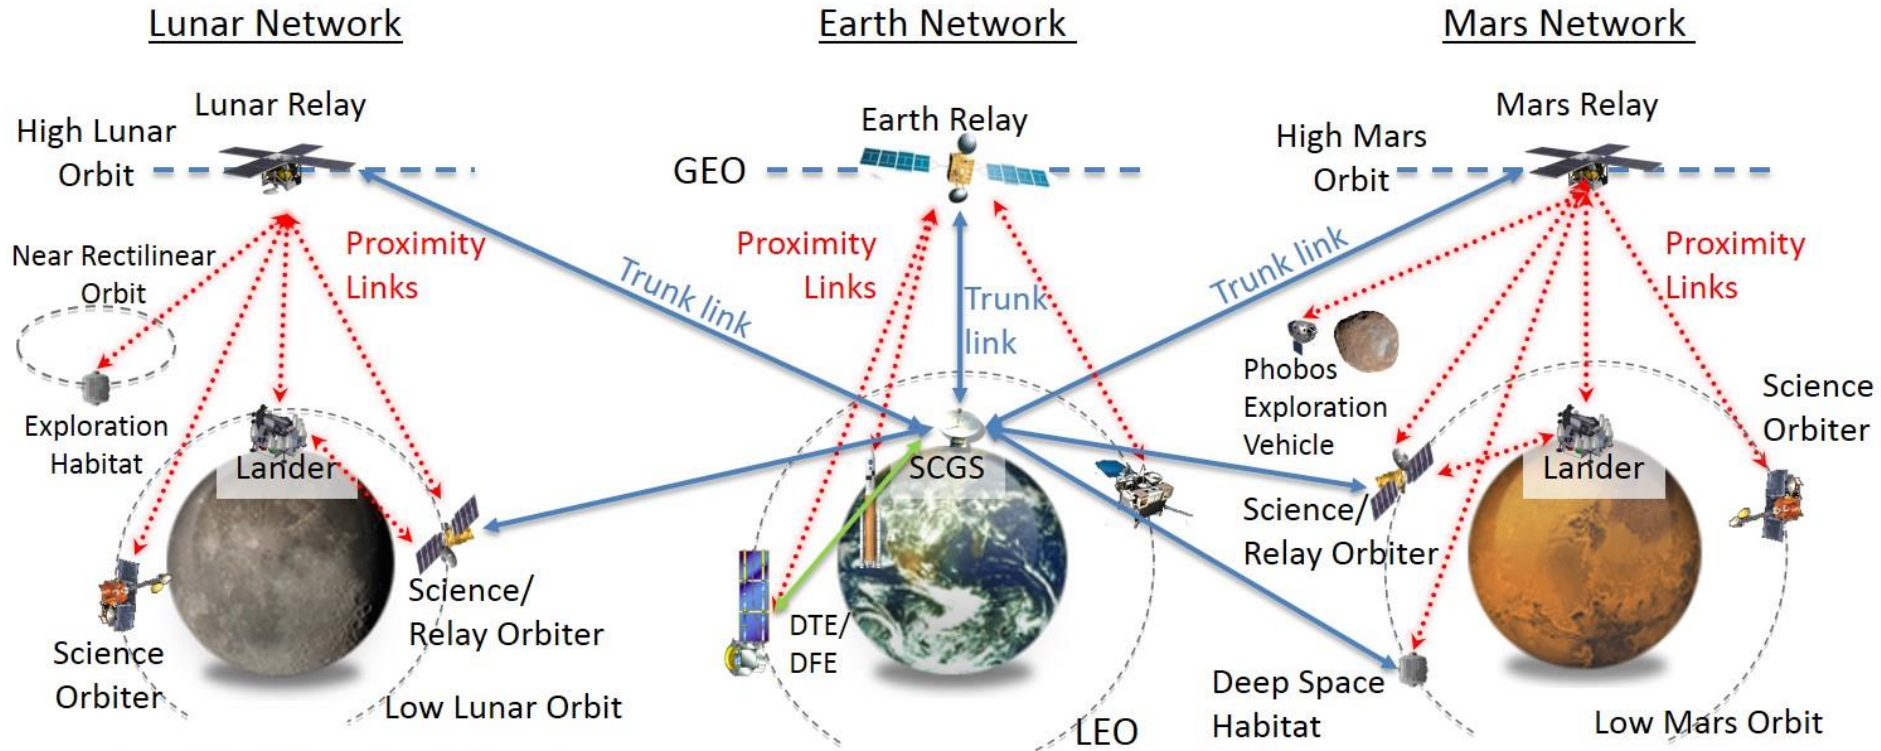 Lunar Network
Earth Network
Mars Network
Lunar Relay
High Lunar
Orbit
Near Rectilinear
Orbit
Proximity
Links
Exploration
Habitat
Lander
Science
Orbiter
Science/
Relay Orbiter
Low Lunar Orbit
Trunk link
Earth Relay
GEO
Proximity
Links
Trunk
link
SCGS
DTE/
DFE
LEO
Trunk link
Mars Relay
High Mars
Orbit
Proximity
Links
Phobos
Exploration
Vehicle
Science
Orbiter
Lander
Science/
Relay Orbiter
Deep Space
Habitat
Low Mars Orbit